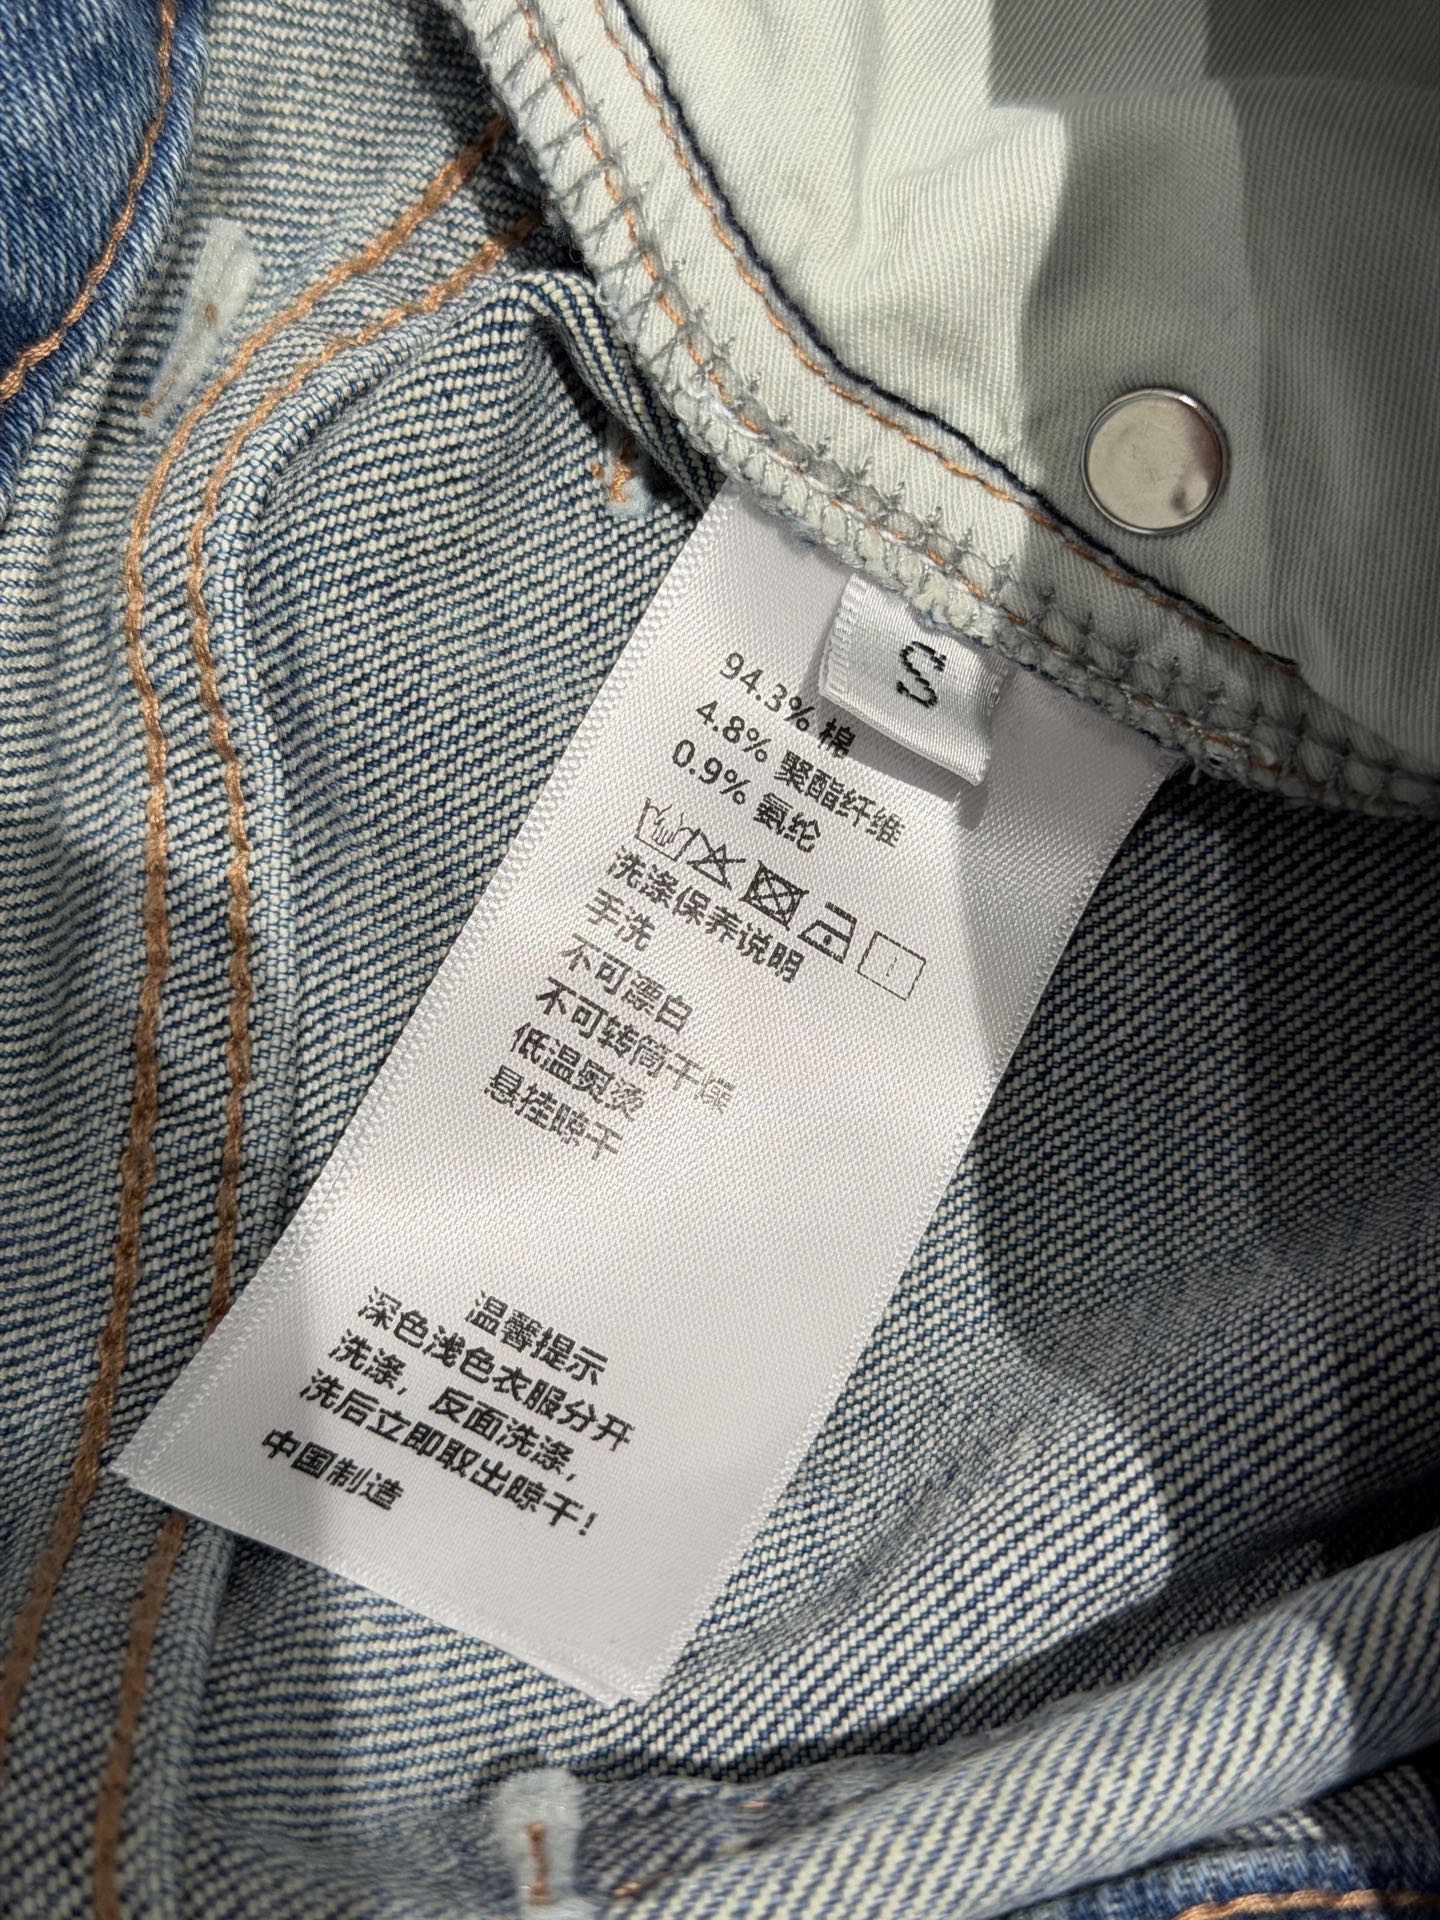 S
94.3% 棉
4.8% 聚酯纤维
0.9% 氨纶
洗涤保养说明
手洗
不可漂白
不可转筒干燥
低温熨烫
悬挂晾干
温馨提示
深色浅色衣服分开
洗涤，反面洗涤，
洗后立即取出晾干！
中国制造